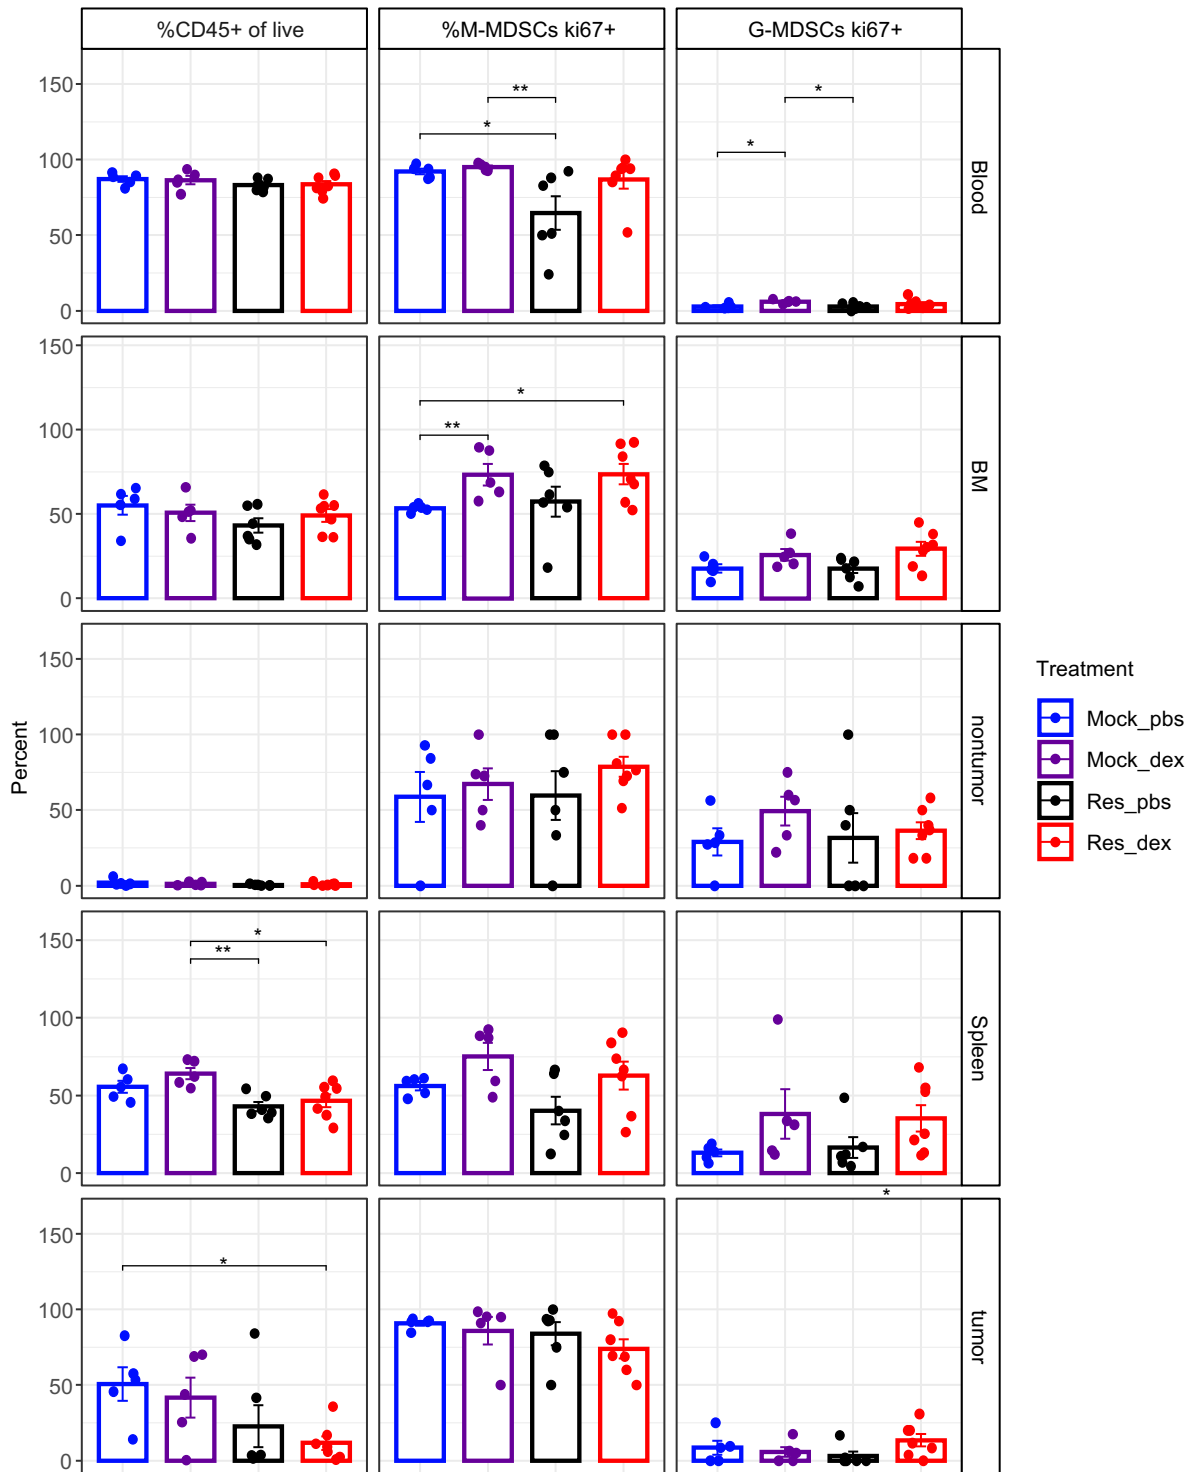 %CD45+ of live
%M-MDSCs ki67+
G-MDSCs ki67+
150
100
50
0
**
*
*
*
Blood
150
100
50
0
*
**
BM
150
100
50
0
nontumor
150
100
50
0
*
**
Spleen
150
100
50
0
*
*
tumor
Percent
Treatment
Mock_pbs
Mock_dex
Res_pbs
Res_dex